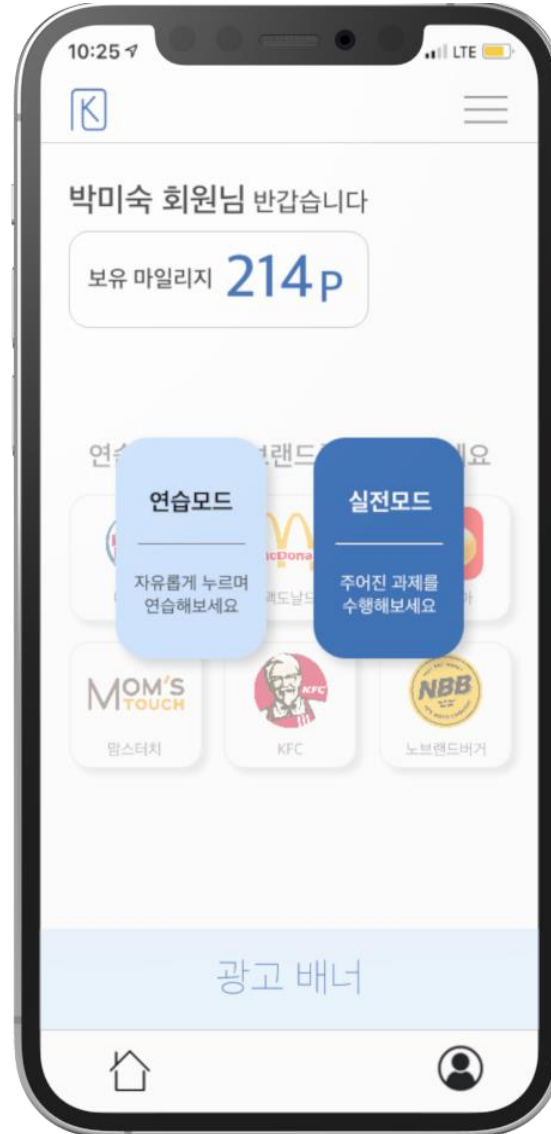 10:25
LTE
K
박미숙 회원님 반갑습니다
보유 마일리지 214 P
연습모드
자유롭게 누르며
연습해보세요
실전모드
주어진 과제를
수행해보세요
MOM'S
TOUCH
맘스터치
KFC
KFC
NBB
노브랜드버거
광고 배너